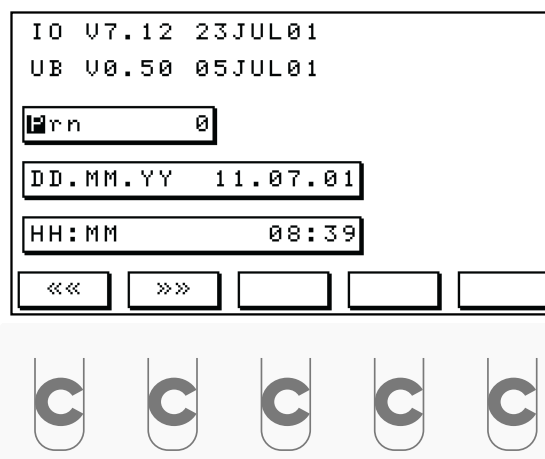 IO V7.12 23JUL01
UB V0.50 05JUL01
Prn 0
DD.MM.YY 11.07.01
HH:MM 08:39
«« »»
C C C C C